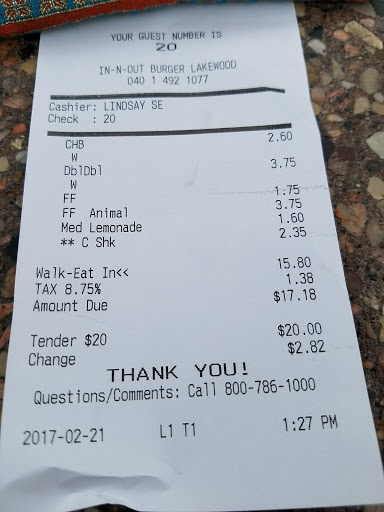 YOUR GUEST NUMBER IS
20
IN-N-OUT BURGER LAKEWOOD
040 1 492 1077
Cashier: LINDSAY SE
Check : 20
CHB 2.60
W
DblDbl 3.75
W
FF 1.75
FF Animal 3.75
Med Lemonade 1.60
** C Shk 2.35
Walk-Eat In<< 15.80
TAX 8.75% 1.38
Amount Due $17.18
Tender $20 $20.00
Change $2.82
THANK YOU!
Questions/Comments: Call 800-786-1000
2017-02-21 L1 T1 1:27 PM